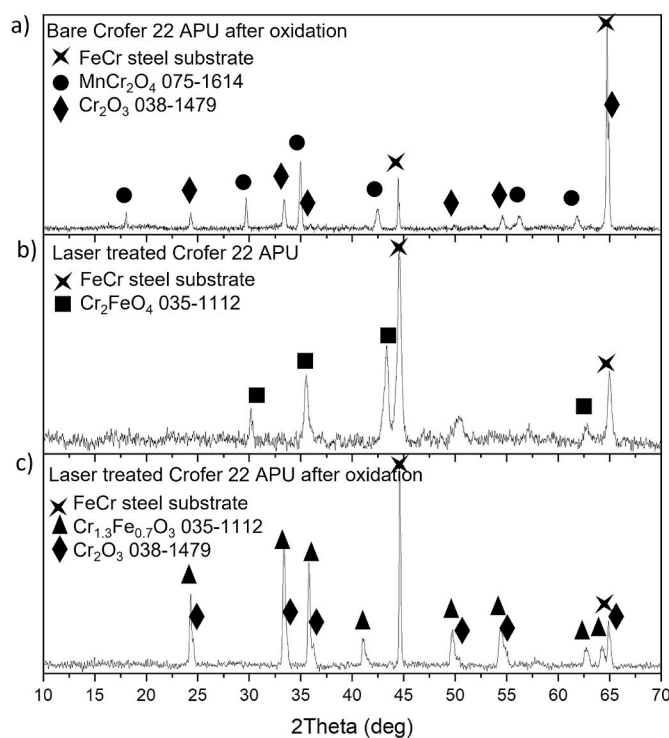 a)
Bare Crofer 22 APU after oxidation
FeCr steel substrate
MnCr2O4 075-1614
Cr2O3 038-1479
b)
Laser treated Crofer 22 APU
FeCr steel substrate
Cr2FeO4 035-1112
c)
Laser treated Crofer 22 APU after oxidation
FeCr steel substrate
Cr1.3Fe0.7O3 035-1112
Cr2O3 038-1479
10 15 20 25 30 35 40 45 50 55 60 65 70
2Theta (deg)